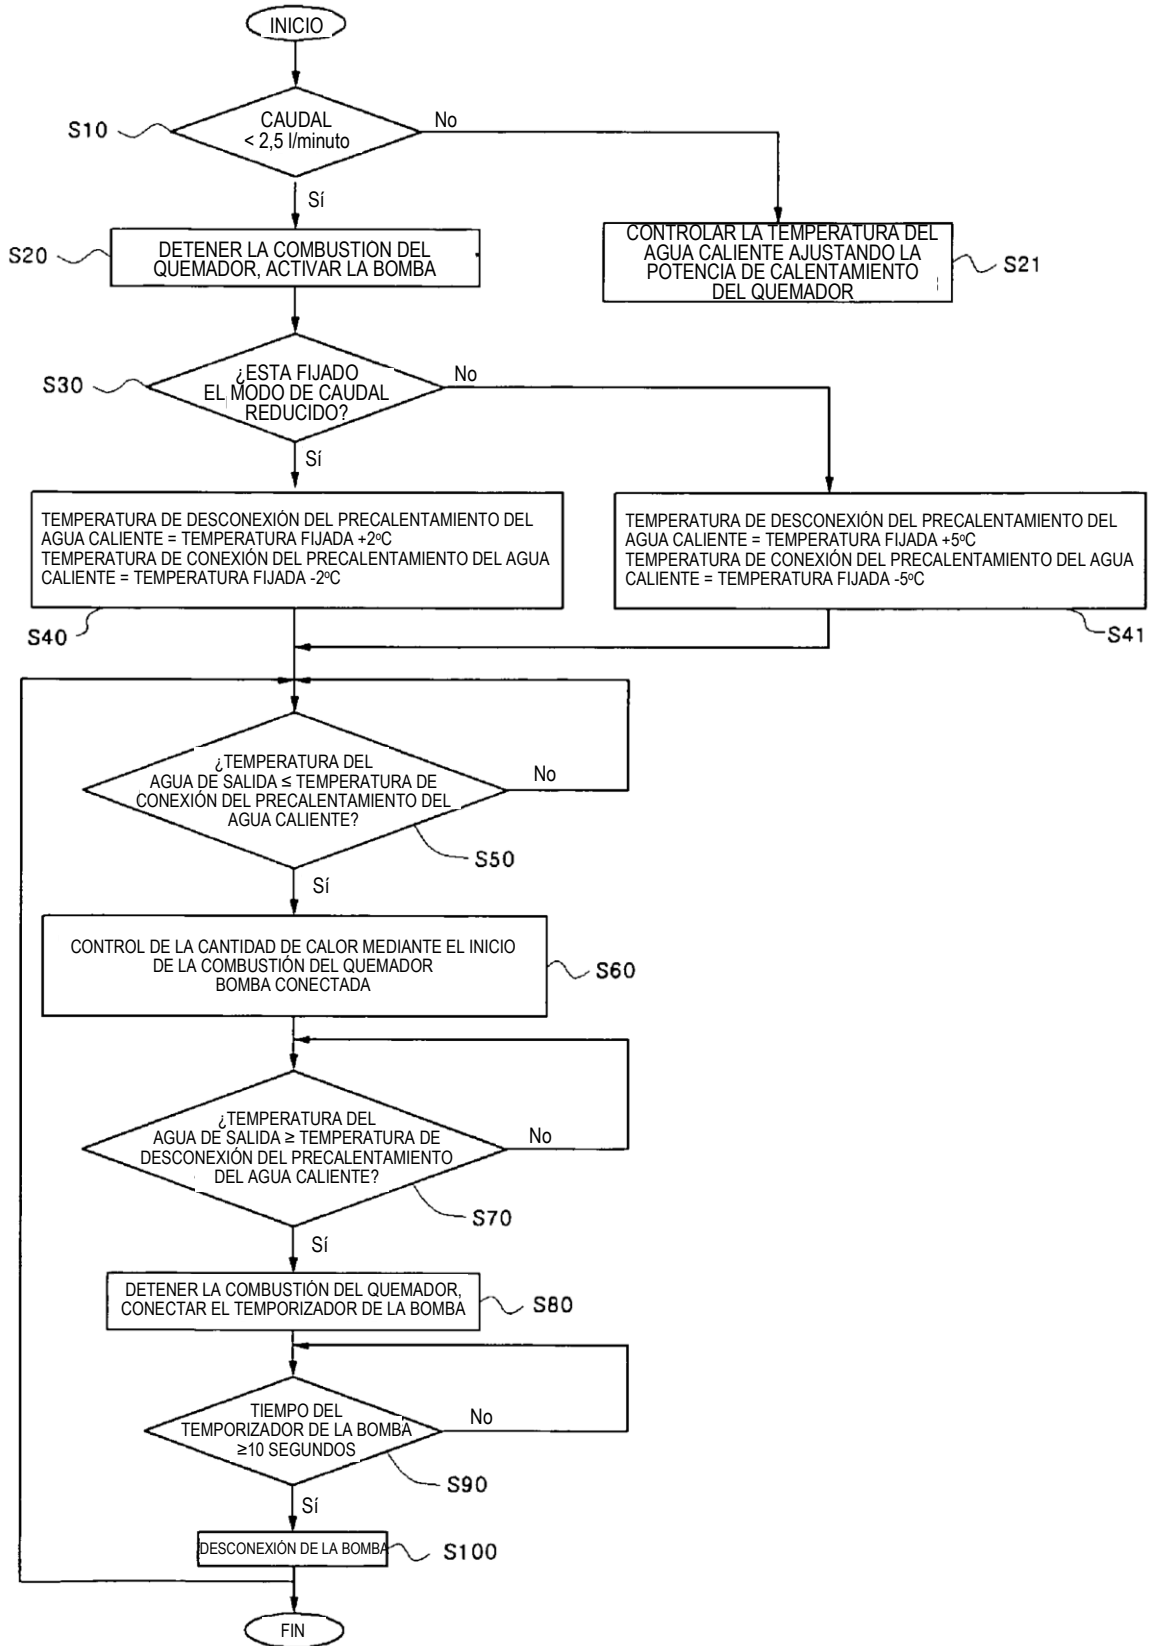 INICIO
S10
CAUDAL
< 2,5 l/minuto
No
Sí
S20
DETENER LA COMBUSTIÓN DEL
QUEMADOR, ACTIVAR LA BOMBA
CONTROLAR LA TEMPERATURA DEL
AGUA CALIENTE AJUSTANDO LA
POTENCIA DE CALENTAMIENTO
DEL QUEMADOR
S21
S30
¿ESTA FIJADO
EL MODO DE CAUDAL
REDUCIDO?
No
Sí
TEMPERATURA DE DESCONEXIÓN DEL PRECALENTAMIENTO DEL
AGUA CALIENTE = TEMPERATURA FIJADA +2ºC
TEMPERATURA DE CONEXIÓN DEL PRECALENTAMIENTO DEL AGUA
CALIENTE = TEMPERATURA FIJADA -2ºC
S40
TEMPERATURA DE DESCONEXIÓN DEL PRECALENTAMIENTO DEL
AGUA CALIENTE = TEMPERATURA FIJADA +5ºC
TEMPERATURA DE CONEXIÓN DEL PRECALENTAMIENTO DEL AGUA
CALIENTE = TEMPERATURA FIJADA -5ºC
S41
¿TEMPERATURA DEL
AGUA DE SALIDA ≤ TEMPERATURA DE
CONEXIÓN DEL PRECALENTAMIENTO DEL
AGUA CALIENTE?
No
S50
Sí
CONTROL DE LA CANTIDAD DE CALOR MEDIANTE EL INICIO
DE LA COMBUSTIÓN DEL QUEMADOR
BOMBA CONECTADA
S60
¿TEMPERATURA DEL
AGUA DE SALIDA ≥ TEMPERATURA DE
DESCONEXIÓN DEL PRECALENTAMIENTO
DEL AGUA CALIENTE?
No
S70
Sí
DETENER LA COMBUSTIÓN DEL QUEMADOR,
CONECTAR EL TEMPORIZADOR DE LA BOMBA
S80
TIEMPO DEL
TEMPORIZADOR DE LA BOMBA
≥10 SEGUNDOS
No
S90
Sí
DESCONEXIÓN DE LA BOMBA
S100
FIN